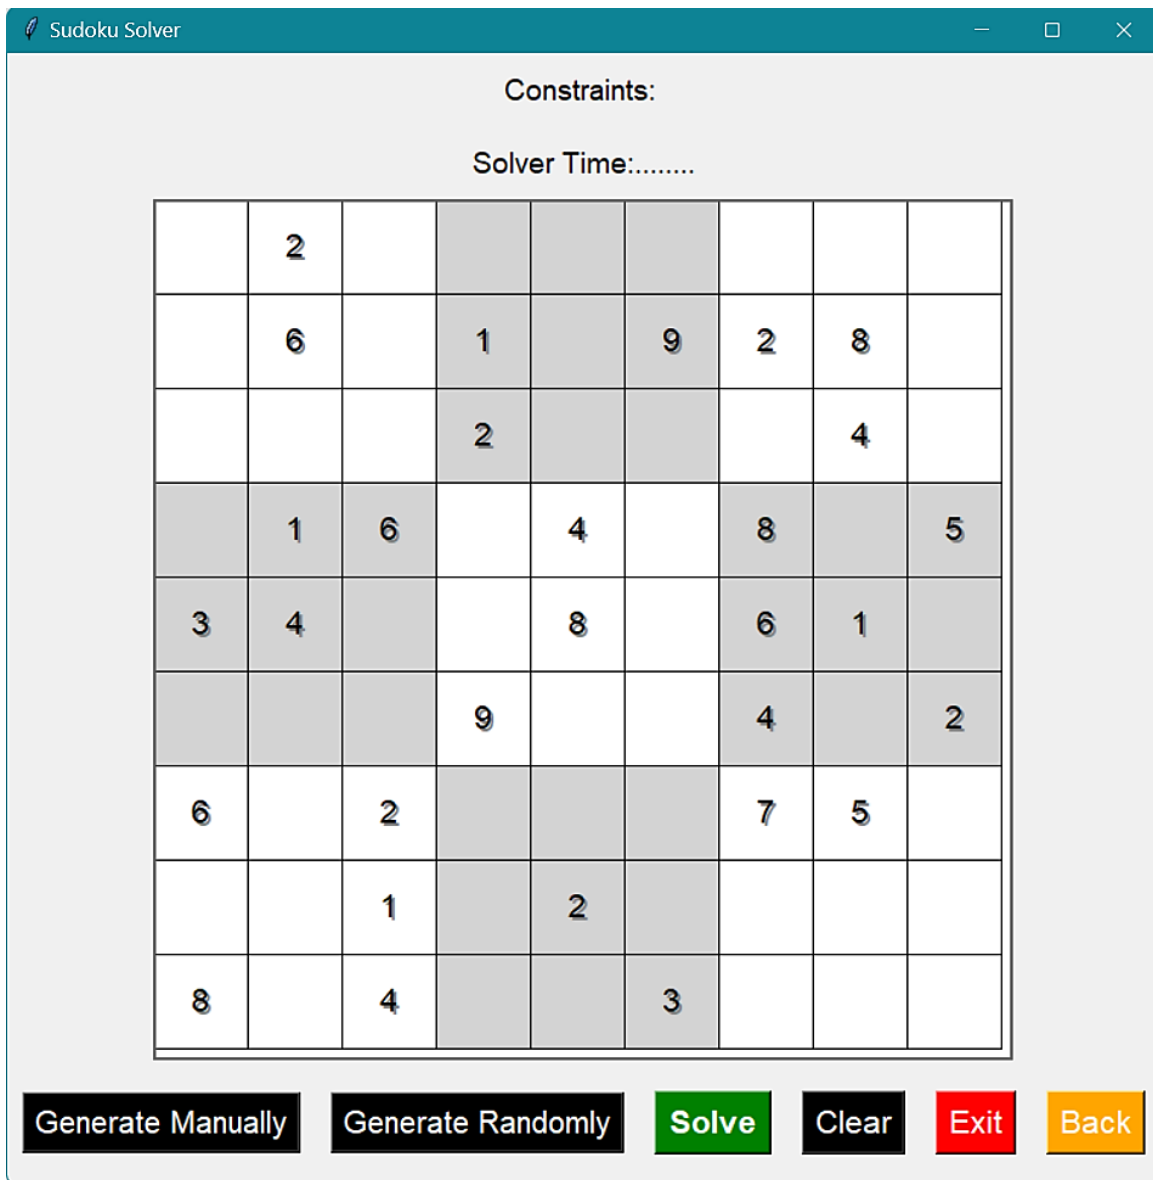 Sudoku Solver
Constraints:
Solver Time:........
2
6 1 9 2 8
2 4
1 6 4 8 5
3 4 8 6 1
9 4 2
6 2 7 5
1 2
8 4 3
Generate Manually Generate Randomly Solve Clear Exit Back